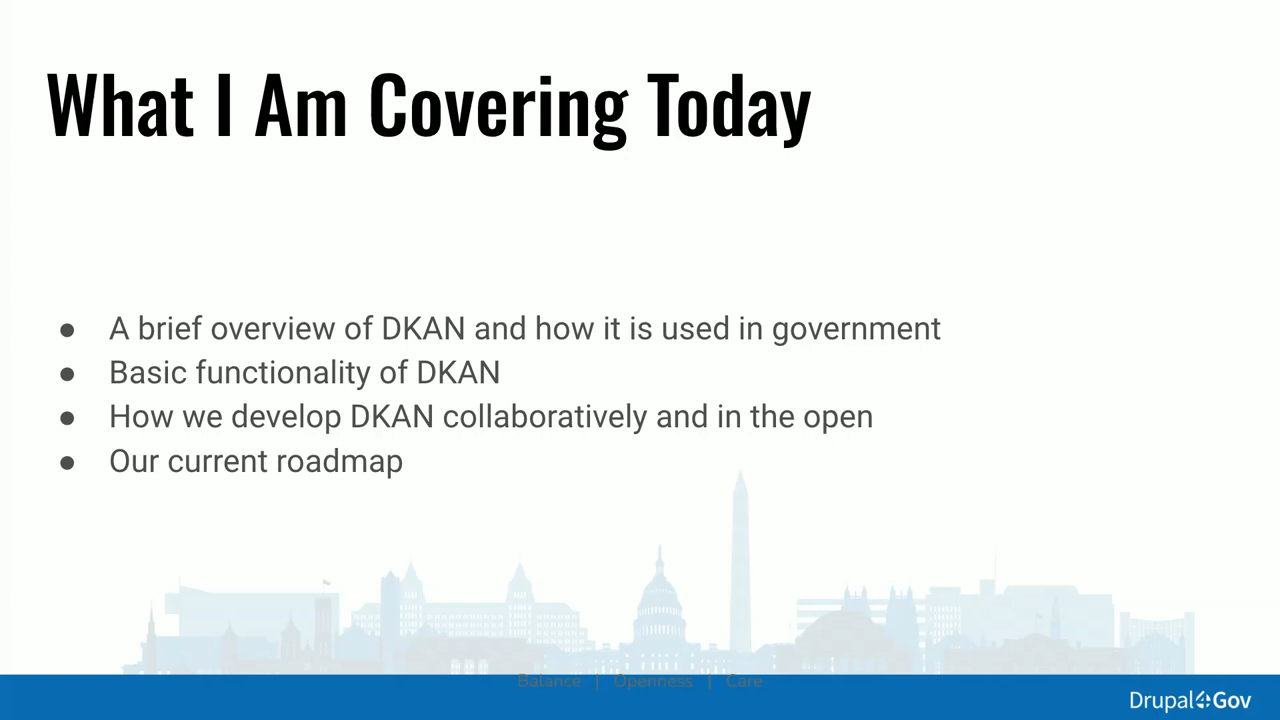 What I Am Covering Today
● A brief overview of DKAN and how it is used in government
● Basic functionality of DKAN
● How we develop DKAN collaboratively and in the open
● Our current roadmap
Balance | Openness | Care
Drupal4Gov